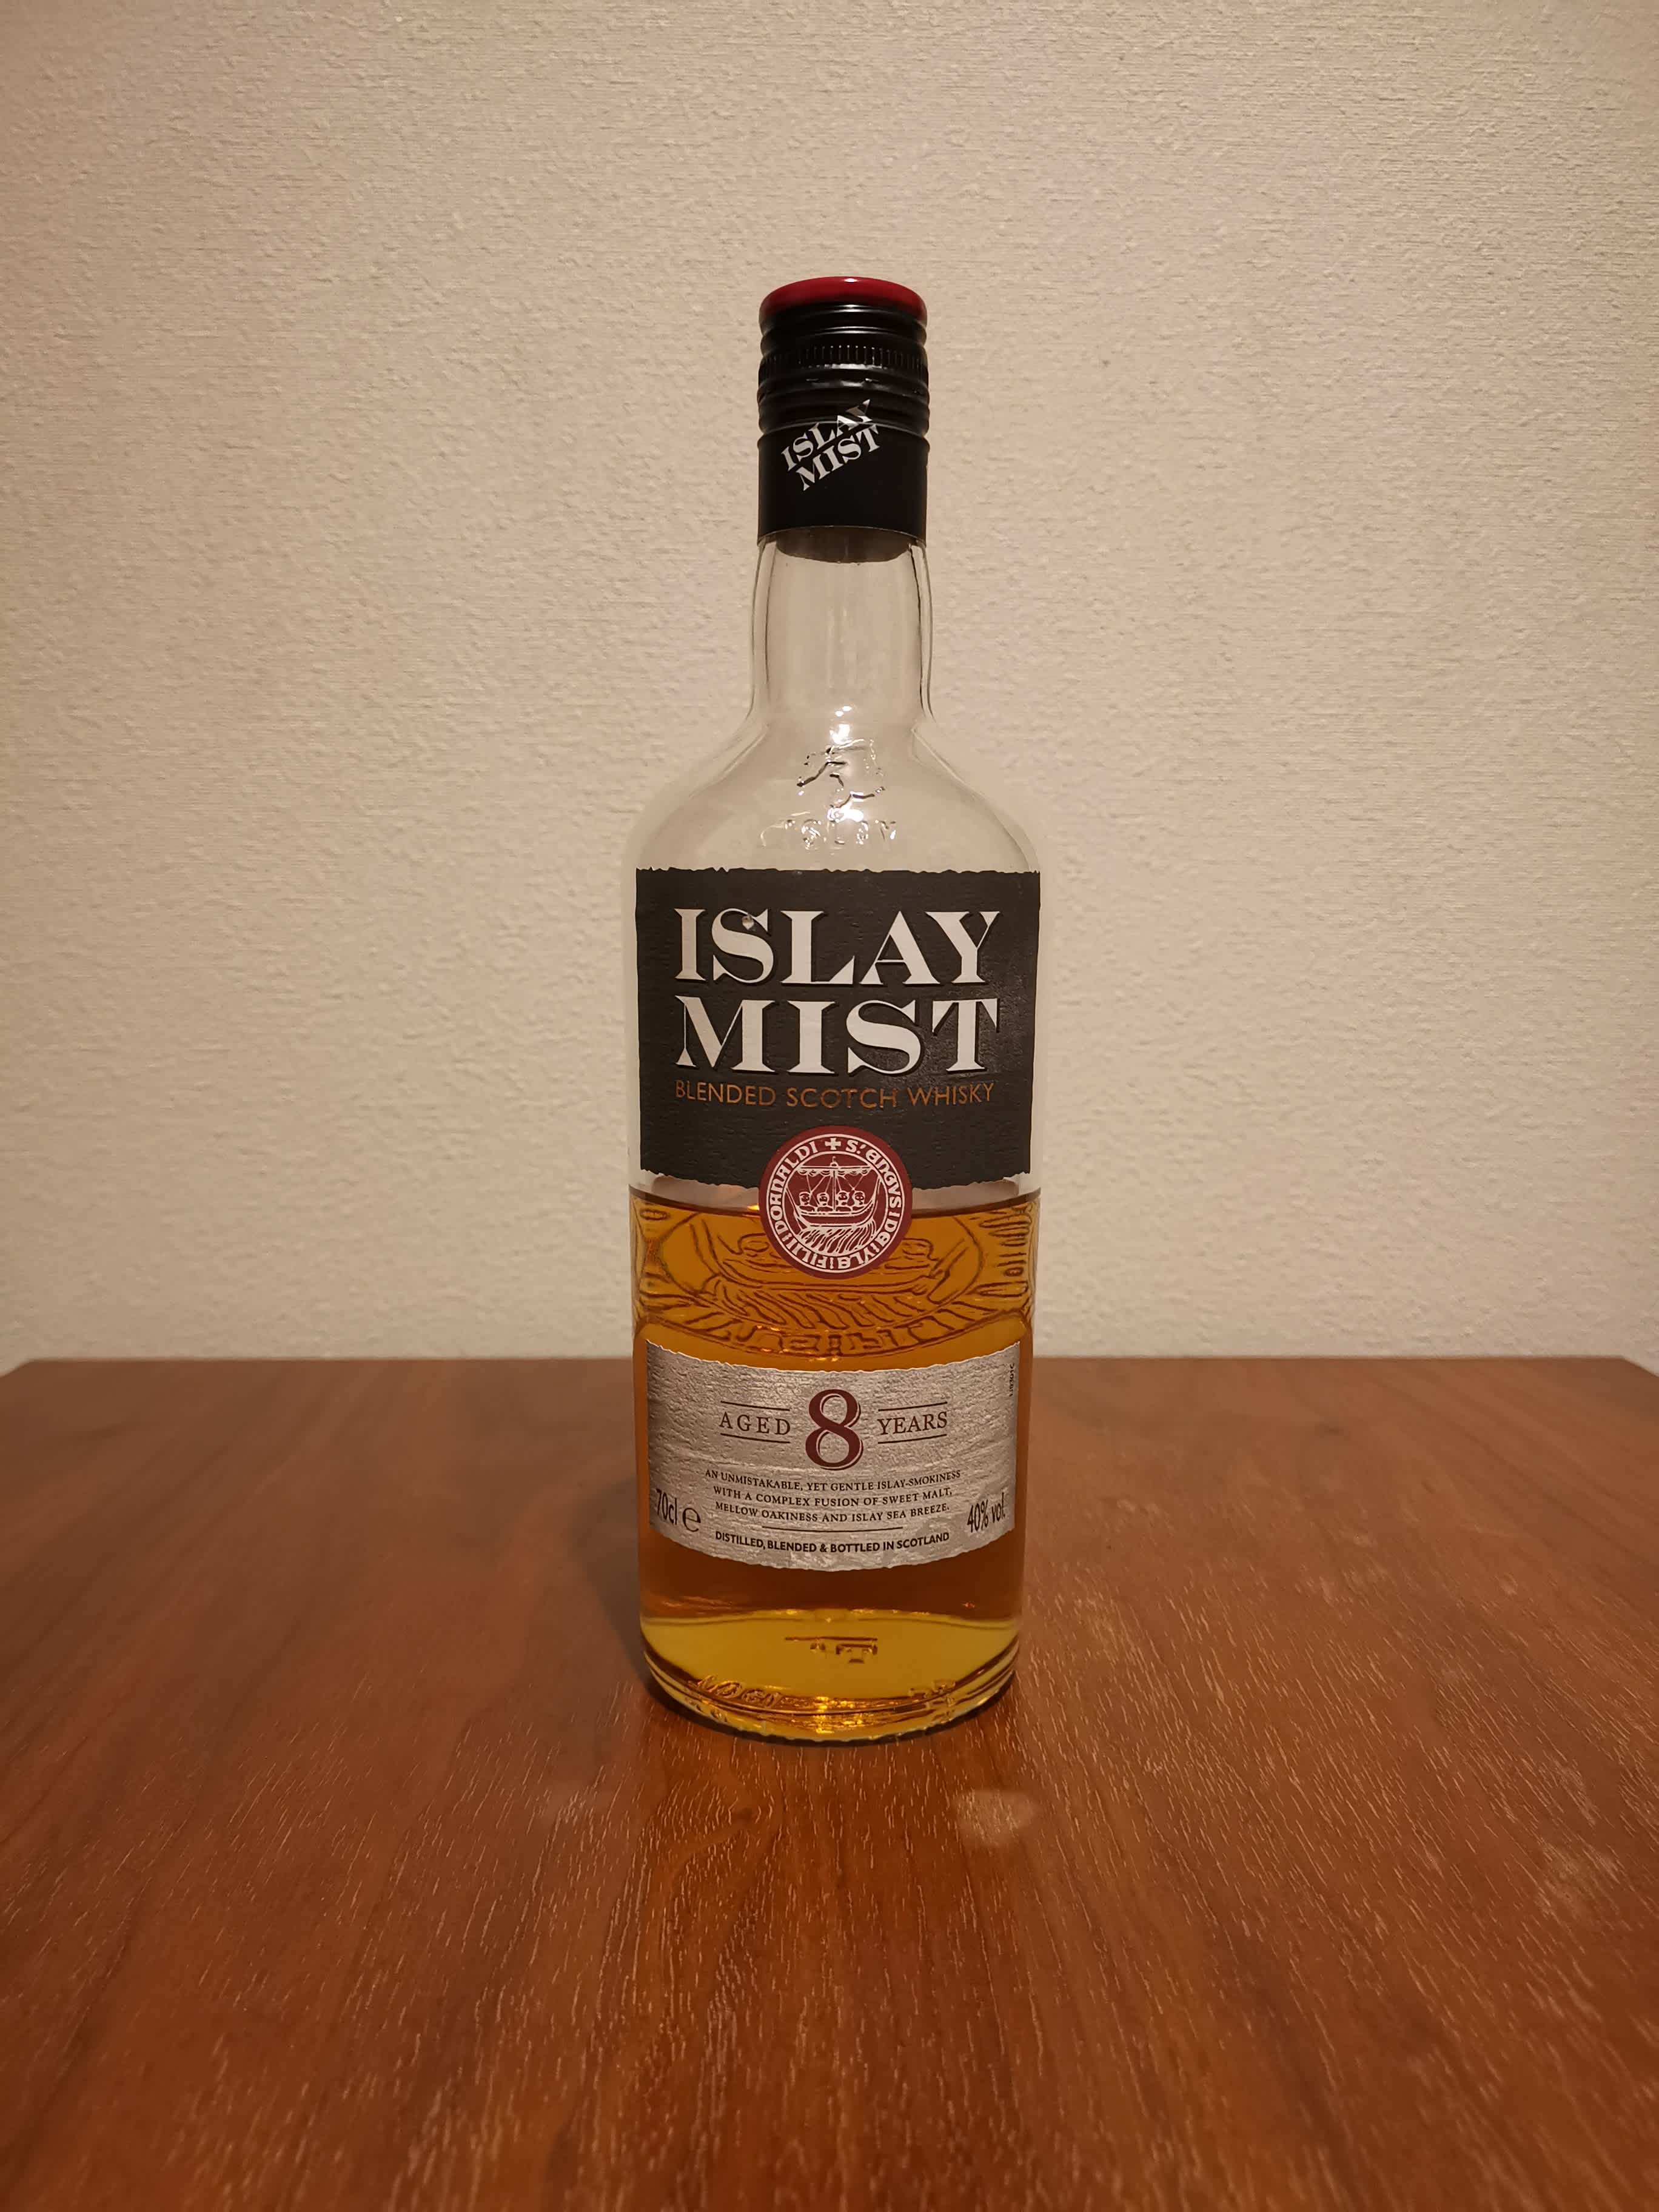 ISLAY
MIST
ISLAY
ISLAY
MIST
BLENDED SCOTCH WHISKY
AGED 8 YEARS
AN UNMISTAKABLE, YET GENTLE ISLAY-SMOKINESS
WITH A COMPLEX FUSION OF SWEET MALT,
MELLOW OAKINESS AND ISLAY SEA BREEZE.
70cl e
40% vol.
DISTILLED, BLENDED & BOTTLED IN SCOTLAND